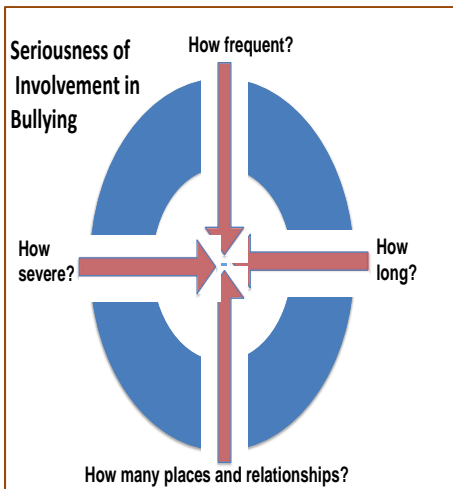 Seriousness of
Involvement in
Bullying
How frequent?
How
severe?
How
long?
How many places and relationships?